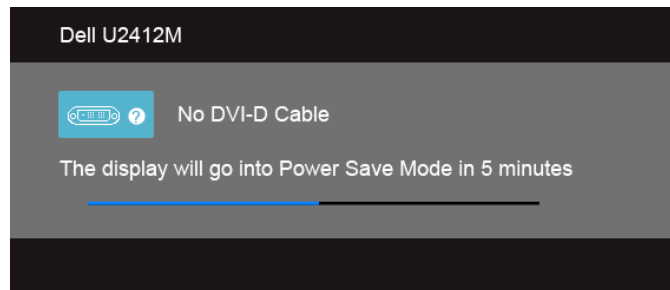 Dell U2412M
?
No DVI-D Cable
The display will go into Power Save Mode in 5 minutes